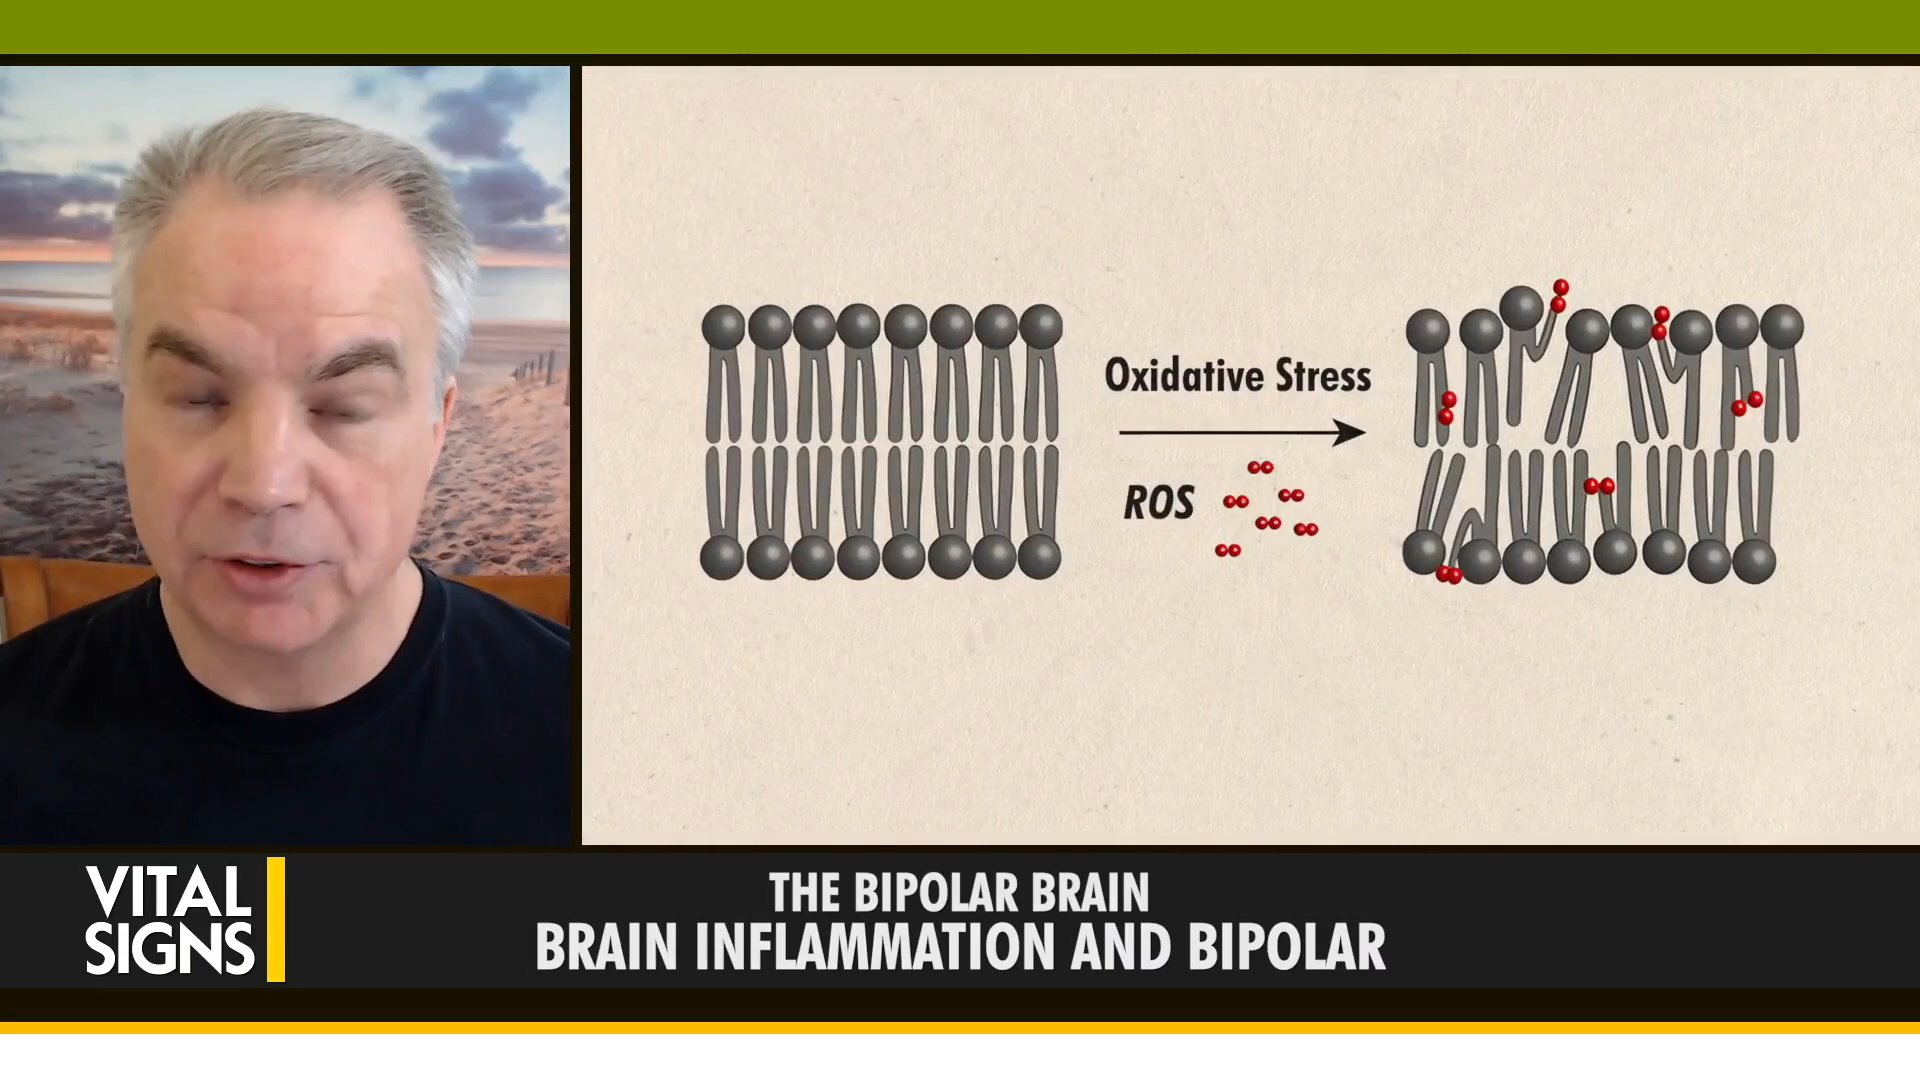 Oxidative Stress
ROS
VITAL
SIGNS
THE BIPOLAR BRAIN
BRAIN INFLAMMATION AND BIPOLAR